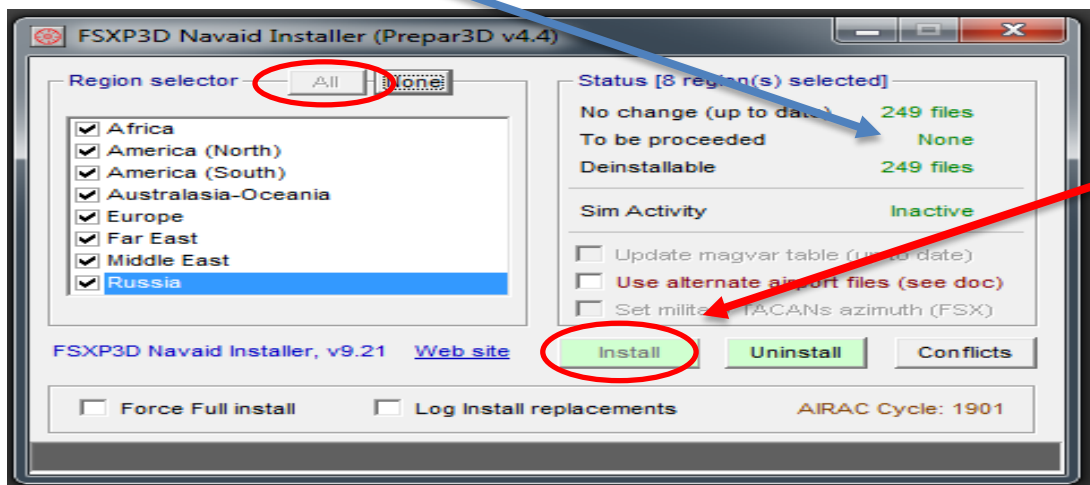 FSXP3D Navaid Installer (Prepar3D v4.4)
Region selector
All
None
Africa
America (North)
America (South)
Australasia-Oceania
Europe
Far East
Middle East
Russia
Status [8 region(s) selected]
No change (up to date) 249 files
To be proceeded None
Deinstallable 249 files
Sim Activity Inactive
Update magvar table (up to date)
Use alternate airport files (see doc)
Set military TACANs azimuth (FSX)
FSXP3D Navaid Installer, v9.21 Web site
Install
Uninstall
Conflicts
Force Full install
Log Install replacements
AIRAC Cycle: 1901